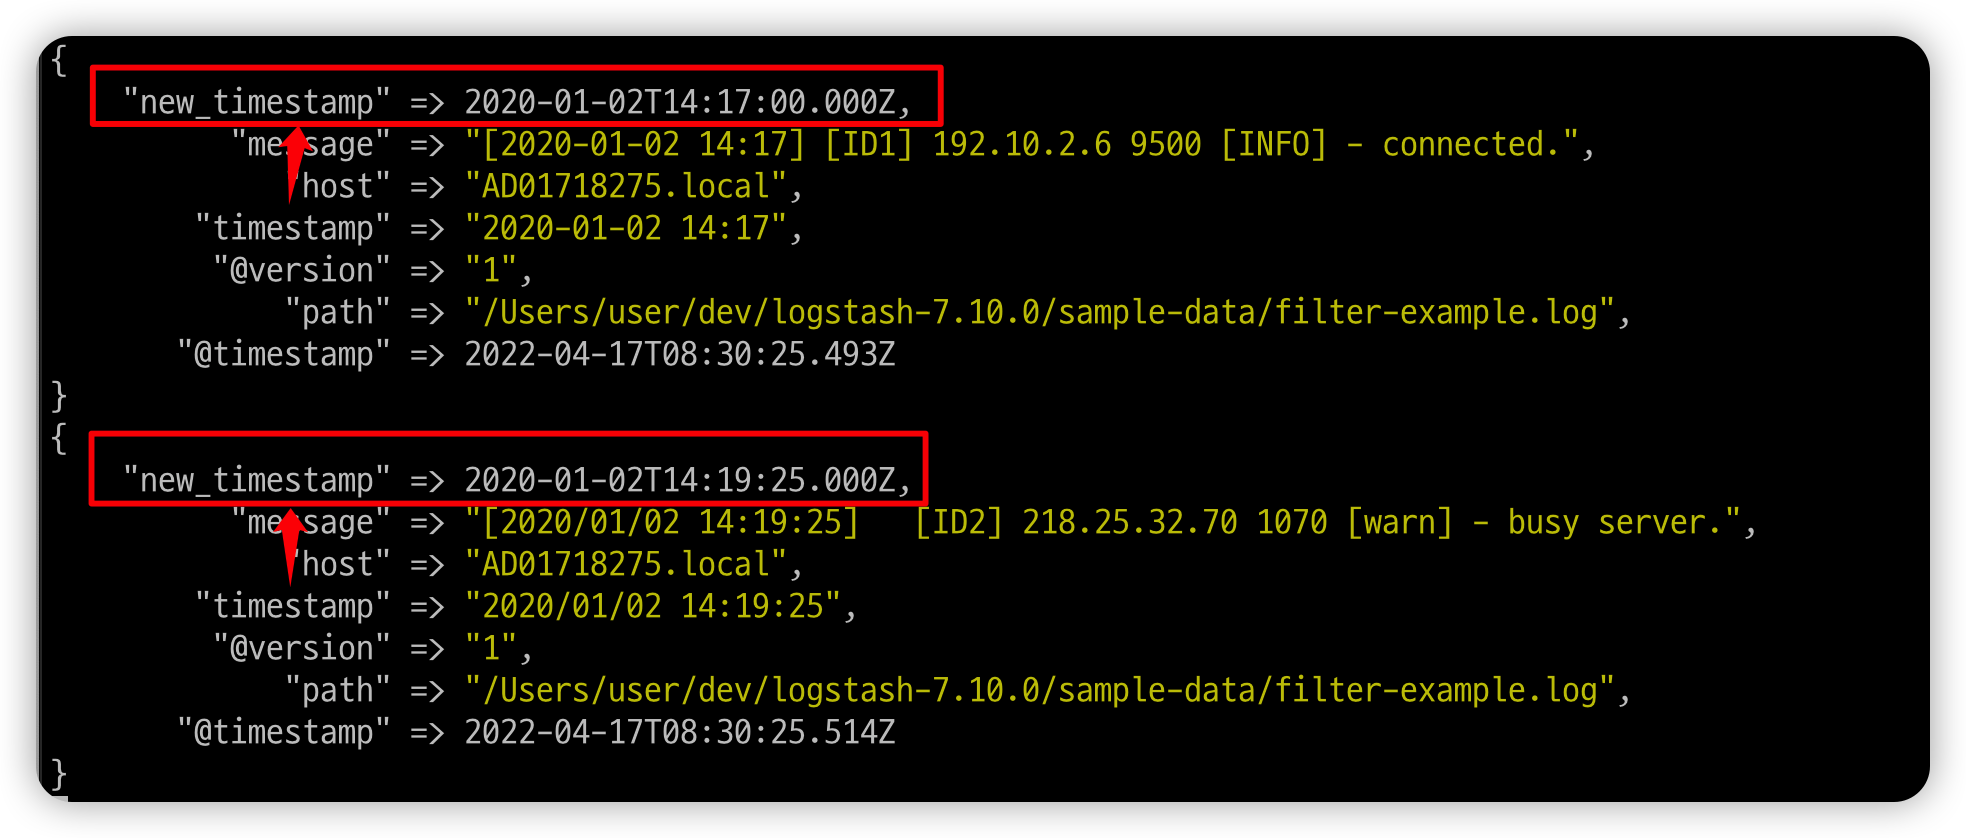 {
"new_timestamp" => 2020-01-02T14:17:00.000Z,
"message" => "[2020-01-02 14:17] [ID1] 192.10.2.6 9500 [INFO] - connected.",
"host" => "AD01718275.local",
"timestamp" => "2020-01-02 14:17",
"@version" => "1",
"path" => "/Users/user/dev/logstash-7.10.0/sample-data/filter-example.log",
"@timestamp" => 2022-04-17T08:30:25.493Z
}
{
"new_timestamp" => 2020-01-02T14:19:25.000Z,
"message" => "[2020/01/02 14:19:25]   [ID2] 218.25.32.70 1070 [warn] - busy server.",
"host" => "AD01718275.local",
"timestamp" => "2020/01/02 14:19:25",
"@version" => "1",
"path" => "/Users/user/dev/logstash-7.10.0/sample-data/filter-example.log",
"@timestamp" => 2022-04-17T08:30:25.514Z
}